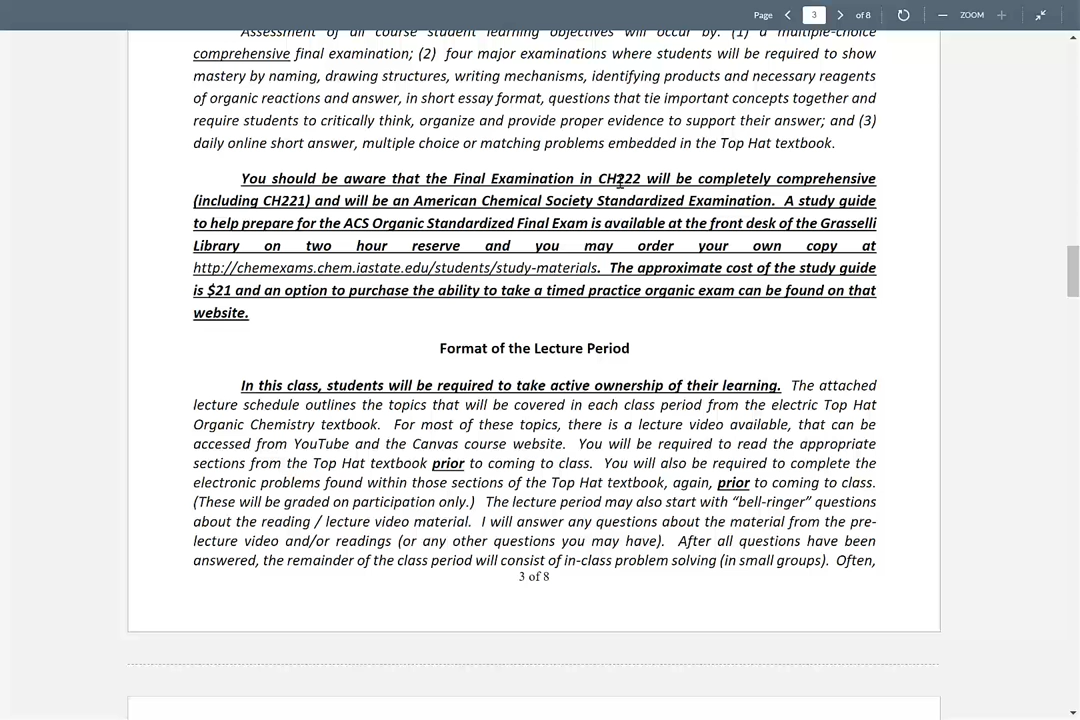 Page 3 of 8 ZOOM
Assessment of all course student learning objectives will occur by: (1) a multiple-choice
comprehensive final examination; (2) four major examinations where students will be required to show
mastery by naming, drawing structures, writing mechanisms, identifying products and necessary reagents
of organic reactions and answer, in short essay format, questions that tie important concepts together and
require students to critically think, organize and provide proper evidence to support their answer; and (3)
daily online short answer, multiple choice or matching problems embedded in the Top Hat textbook.
You should be aware that the Final Examination in CH222 will be completely comprehensive
(including CH221) and will be an American Chemical Society Standardized Examination. A study guide
to help prepare for the ACS Organic Standardized Final Exam is available at the front desk of the Grasselli
Library on two hour reserve and you may order your own copy at
http://chemexams.chem.iastate.edu/students/study-materials. The approximate cost of the study guide
is $21 and an option to purchase the ability to take a timed practice organic exam can be found on that
website.
Format of the Lecture Period
In this class, students will be required to take active ownership of their learning. The attached
lecture schedule outlines the topics that will be covered in each class period from the electric Top Hat
Organic Chemistry textbook. For most of these topics, there is a lecture video available, that can be
accessed from YouTube and the Canvas course website. You will be required to read the appropriate
sections from the Top Hat textbook prior to coming to class. You will also be required to complete the
electronic problems found within those sections of the Top Hat textbook, again, prior to coming to class.
(These will be graded on participation only.) The lecture period may also start with “bell-ringer” questions
about the reading / lecture video material. I will answer any questions about the material from the pre-
lecture video and/or readings (or any other questions you may have). After all questions have been
answered, the remainder of the class period will consist of in-class problem solving (in small groups). Often,
3 of 8